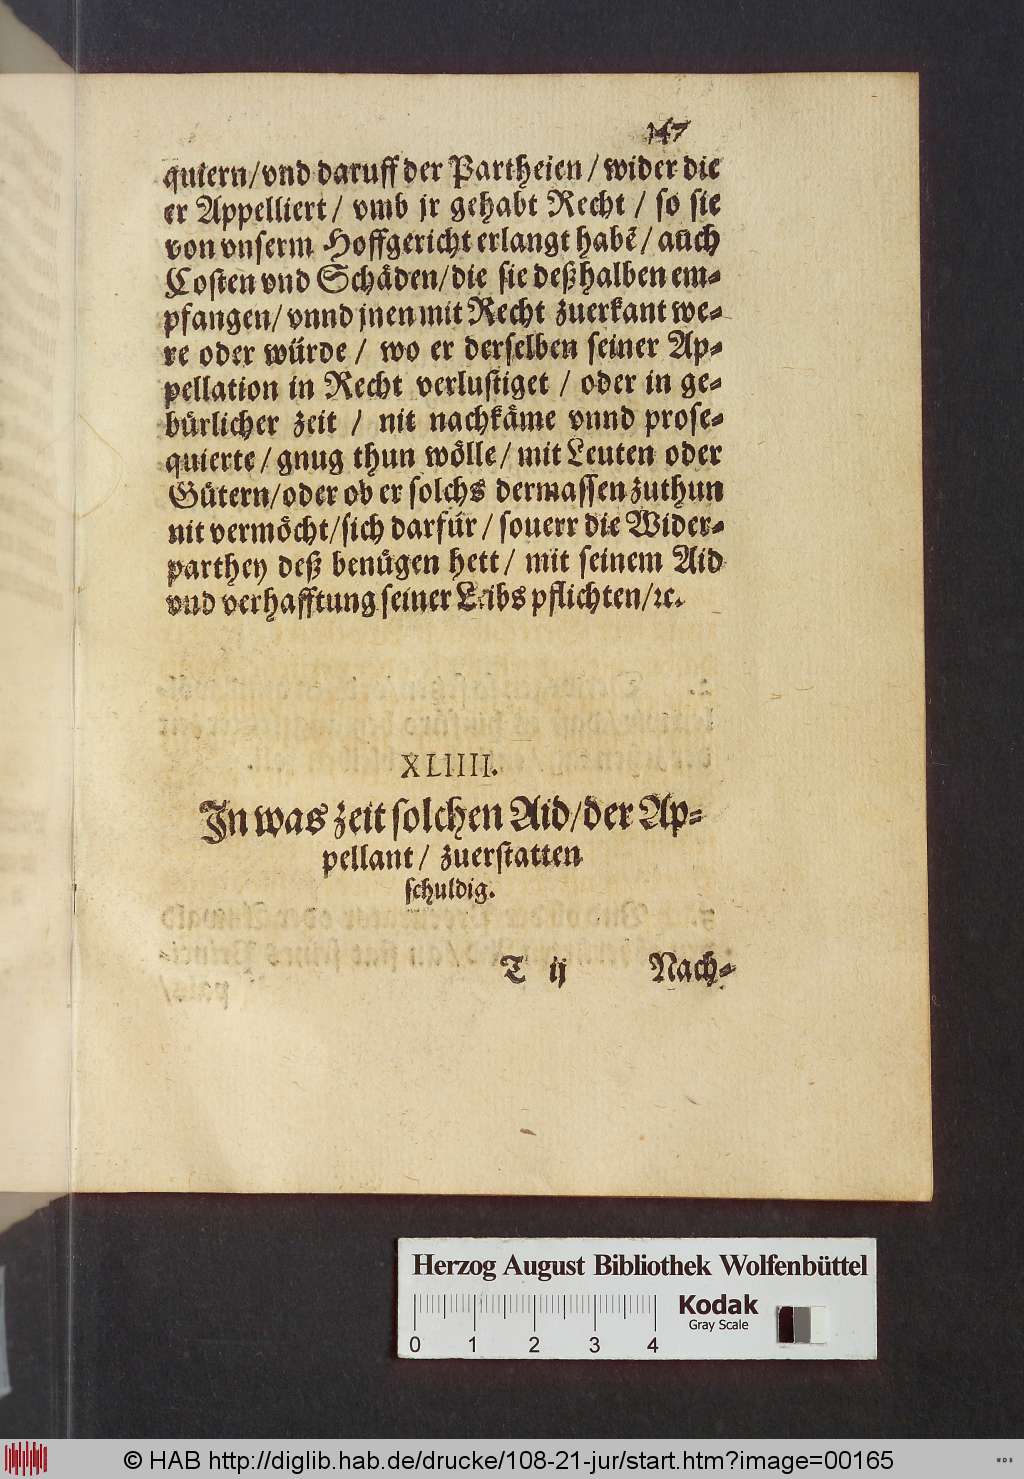 147
quiern/vnd daruff der Partheien / wider die
er Appelliert / vmb jr gehabt Recht / so sie
von vnserm Hoffgericht erlangt habẽ / auch
Costen vnd Schäden/die sie deßhalben em-
pfangen/ vnnd jnen mit Recht zuerkant we-
re oder würde / wo er derselben seiner Ap-
pellation in Recht verlustiget / oder in ge-
bürlicher zeit / nit nachkäme vnnd prose-
quierte / gnug thun wölle / mit Leuten oder
Gütern/oder ob er solchs dermassen zuthun
nit vermöcht/sich darfür / souerr die Wider-
parthey deß benügen hett / mit seinem Aid
vnd verhafftung seiner Leibs pflichten/ꝛc.
XLIIII.
In was zeit solchen Aid/der Ap-
pellant / zuerstatten
schuldig.
T ij Nach-
Herzog August Bibliothek Wolfenbüttel
Kodak
Gray Scale
0 1 2 3 4
© HAB http://diglib.hab.de/drucke/108-21-jur/start.htm?image=00165